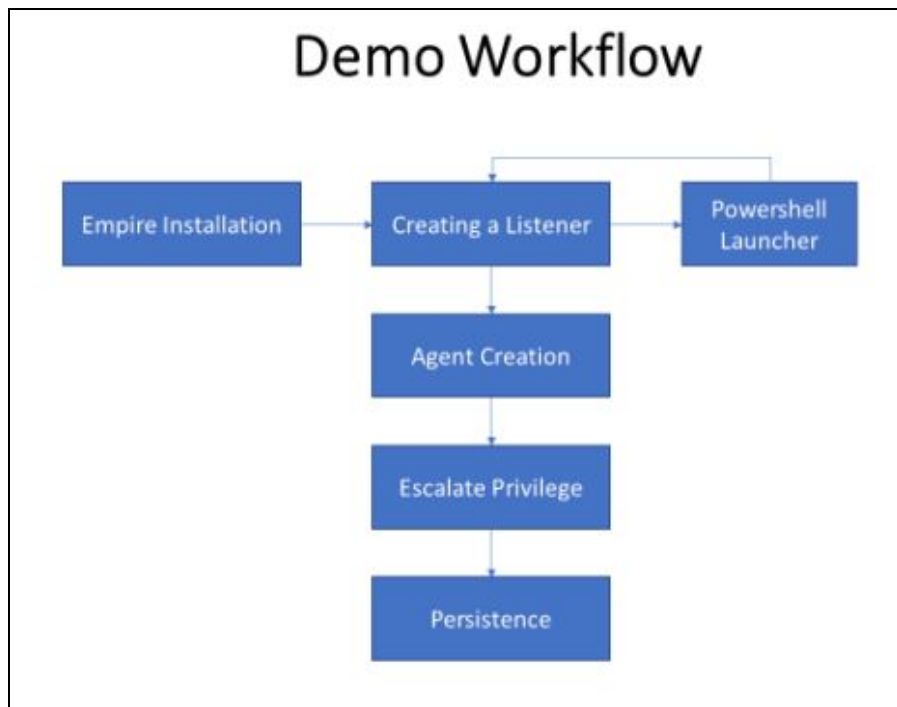 Demo Workflow
Empire Installation
Creating a Listener
Powershell
Launcher
Agent Creation
Escalate Privilege
Persistence